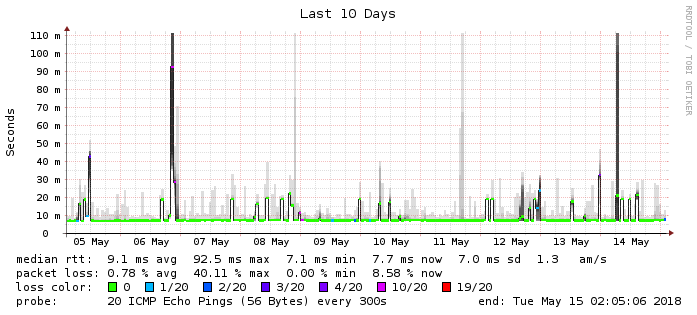 Last 10 Days
RRDTOOL / TOBI OETIKER
Seconds
110 m
100 m
90 m
80 m
70 m
60 m
50 m
40 m
30 m
20 m
10 m
0
05 May 06 May 07 May 08 May 09 May 10 May 11 May 12 May 13 May 14 May
median rtt: 9.1 ms avg 92.5 ms max 7.1 ms min 7.7 ms now 7.0 ms sd 1.3 am/s
packet loss: 0.78 % avg 40.11 % max 0.00 % min 8.58 % now
loss color: 0 1/20 2/20 3/20 4/20 10/20 19/20
probe: 20 ICMP Echo Pings (56 Bytes) every 300s end: Tue May 15 02:05:06 2018